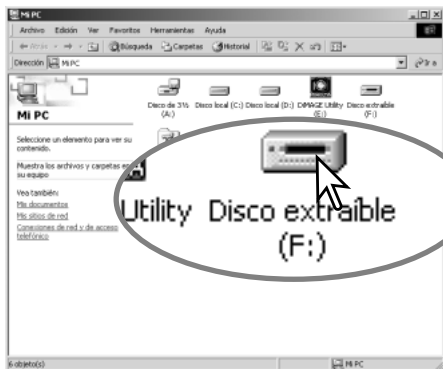 Mi PC
Archivo Edición Ver Favoritos Herramientas Ayuda
Atrás Búsqueda Carpetas Historial
Dirección Mi PC Ir a
Mi PC
Seleccione un elemento para ver su
contenido.
Muestra los archivos y carpetas en
su equipo
Vea también:
Mis documentos
Mis sitios de red
Conexiones de red y de acceso
telefónico
Disco de 3½ (A:)
Disco local (C:)
Disco local (D:)
DiMAGE Utility (E:)
Disco extraíble (F:)
Utility Disco extraíble
(F:)
6 objeto(s) Mi PC